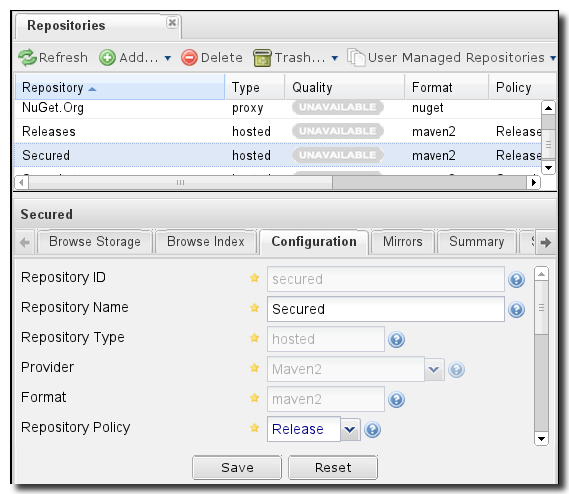 Repositories
Refresh Add... Delete Trash... User Managed Repositories
Repository Type Quality Format Policy
NuGet.Org proxy UNAVAILABLE nuget
Releases hosted UNAVAILABLE maven2 Release
Secured hosted UNAVAILABLE maven2 Release
Secured
Browse Storage Browse Index Configuration Mirrors Summary
Repository ID secured
Repository Name Secured
Repository Type hosted
Provider Maven2
Format maven2
Repository Policy Release
Save Reset